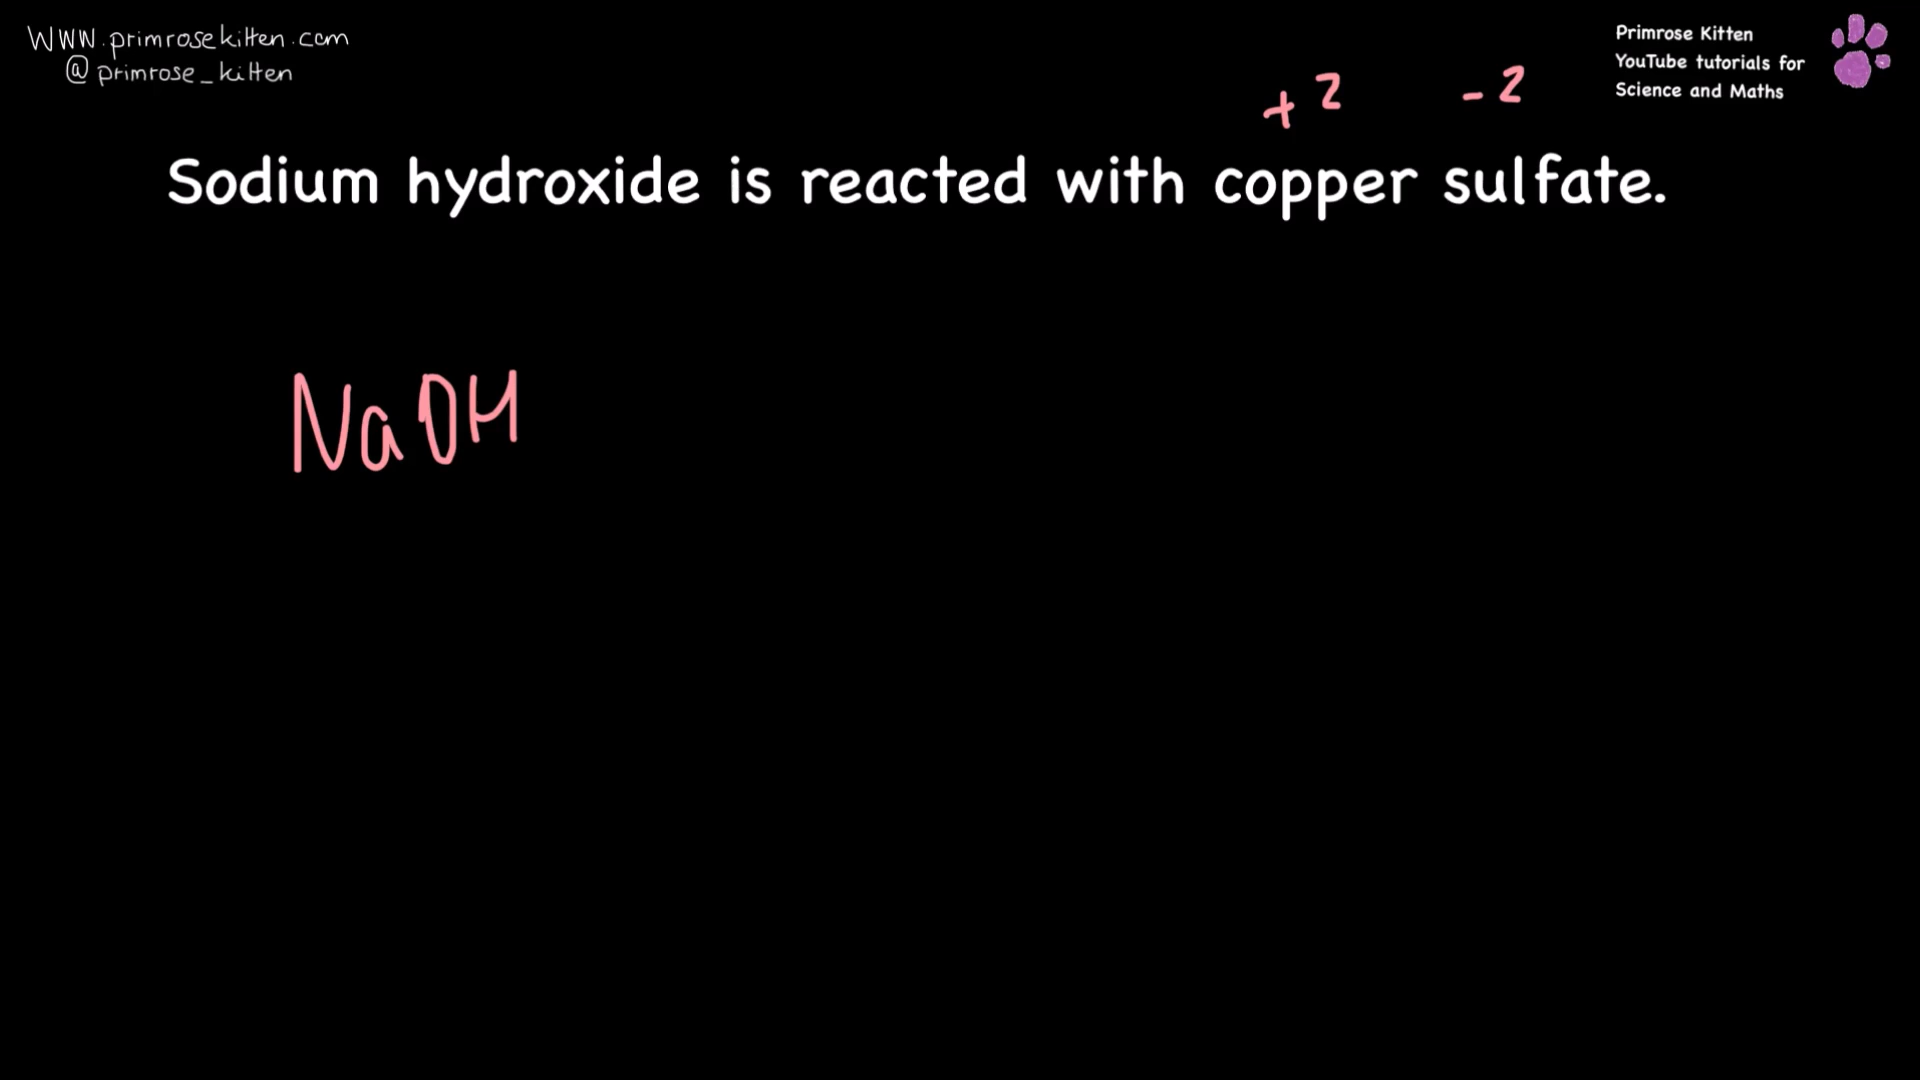 www.primrosekitten.com
@primrose_kitten
Primrose Kitten
YouTube tutorials for
Science and Maths
+2 -2
Sodium hydroxide is reacted with copper sulfate.
NaOH